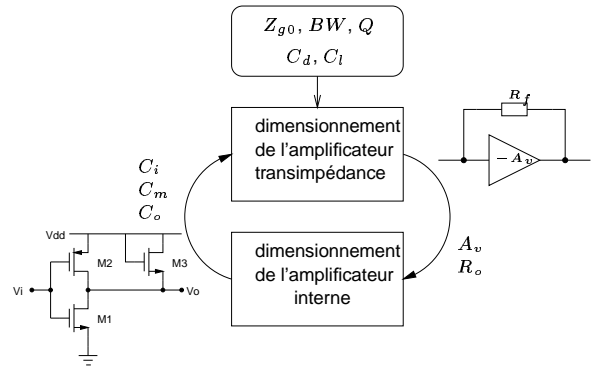 Z_{g0}, BW, Q
C_d, C_l
dimensionnement
de l'amplificateur
transimpédance
R_f
-A_v
C_i
C_m
C_o
A_v
R_o
dimensionnement
de l'amplificateur
interne
Vdd
M2
M3
Vi
Vo
M1